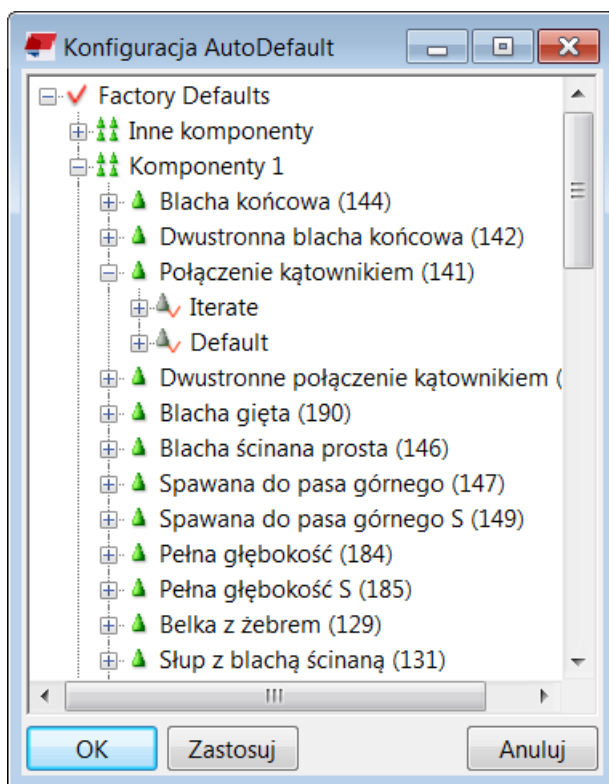 Konfiguracja AutoDefault
Factory Defaults
Inne komponenty
Komponenty 1
Blacha końcowa (144)
Dwustronna blacha końcowa (142)
Połączenie kątownikiem (141)
Iterate
Default
Dwustronne połączenie kątownikiem (
Blacha gięta (190)
Blacha ścinana prosta (146)
Spawana do pasa górnego (147)
Spawana do pasa górnego S (149)
Pełna głębokość (184)
Pełna głębokość S (185)
Belka z żebrem (129)
Słup z blachą ścinaną (131)
OK Zastosuj Anuluj